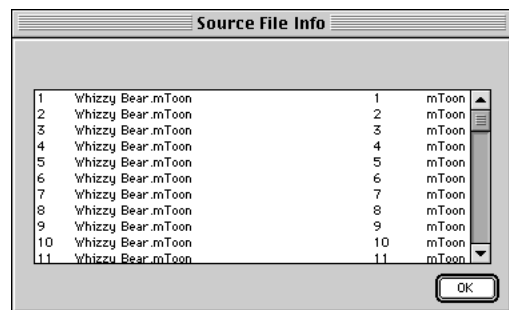 Source File Info
1 Whizzy Bear.mToon 1 mToon
2 Whizzy Bear.mToon 2 mToon
3 Whizzy Bear.mToon 3 mToon
4 Whizzy Bear.mToon 4 mToon
5 Whizzy Bear.mToon 5 mToon
6 Whizzy Bear.mToon 6 mToon
7 Whizzy Bear.mToon 7 mToon
8 Whizzy Bear.mToon 8 mToon
9 Whizzy Bear.mToon 9 mToon
10 Whizzy Bear.mToon 10 mToon
11 Whizzy Bear.mToon 11 mToon
OK